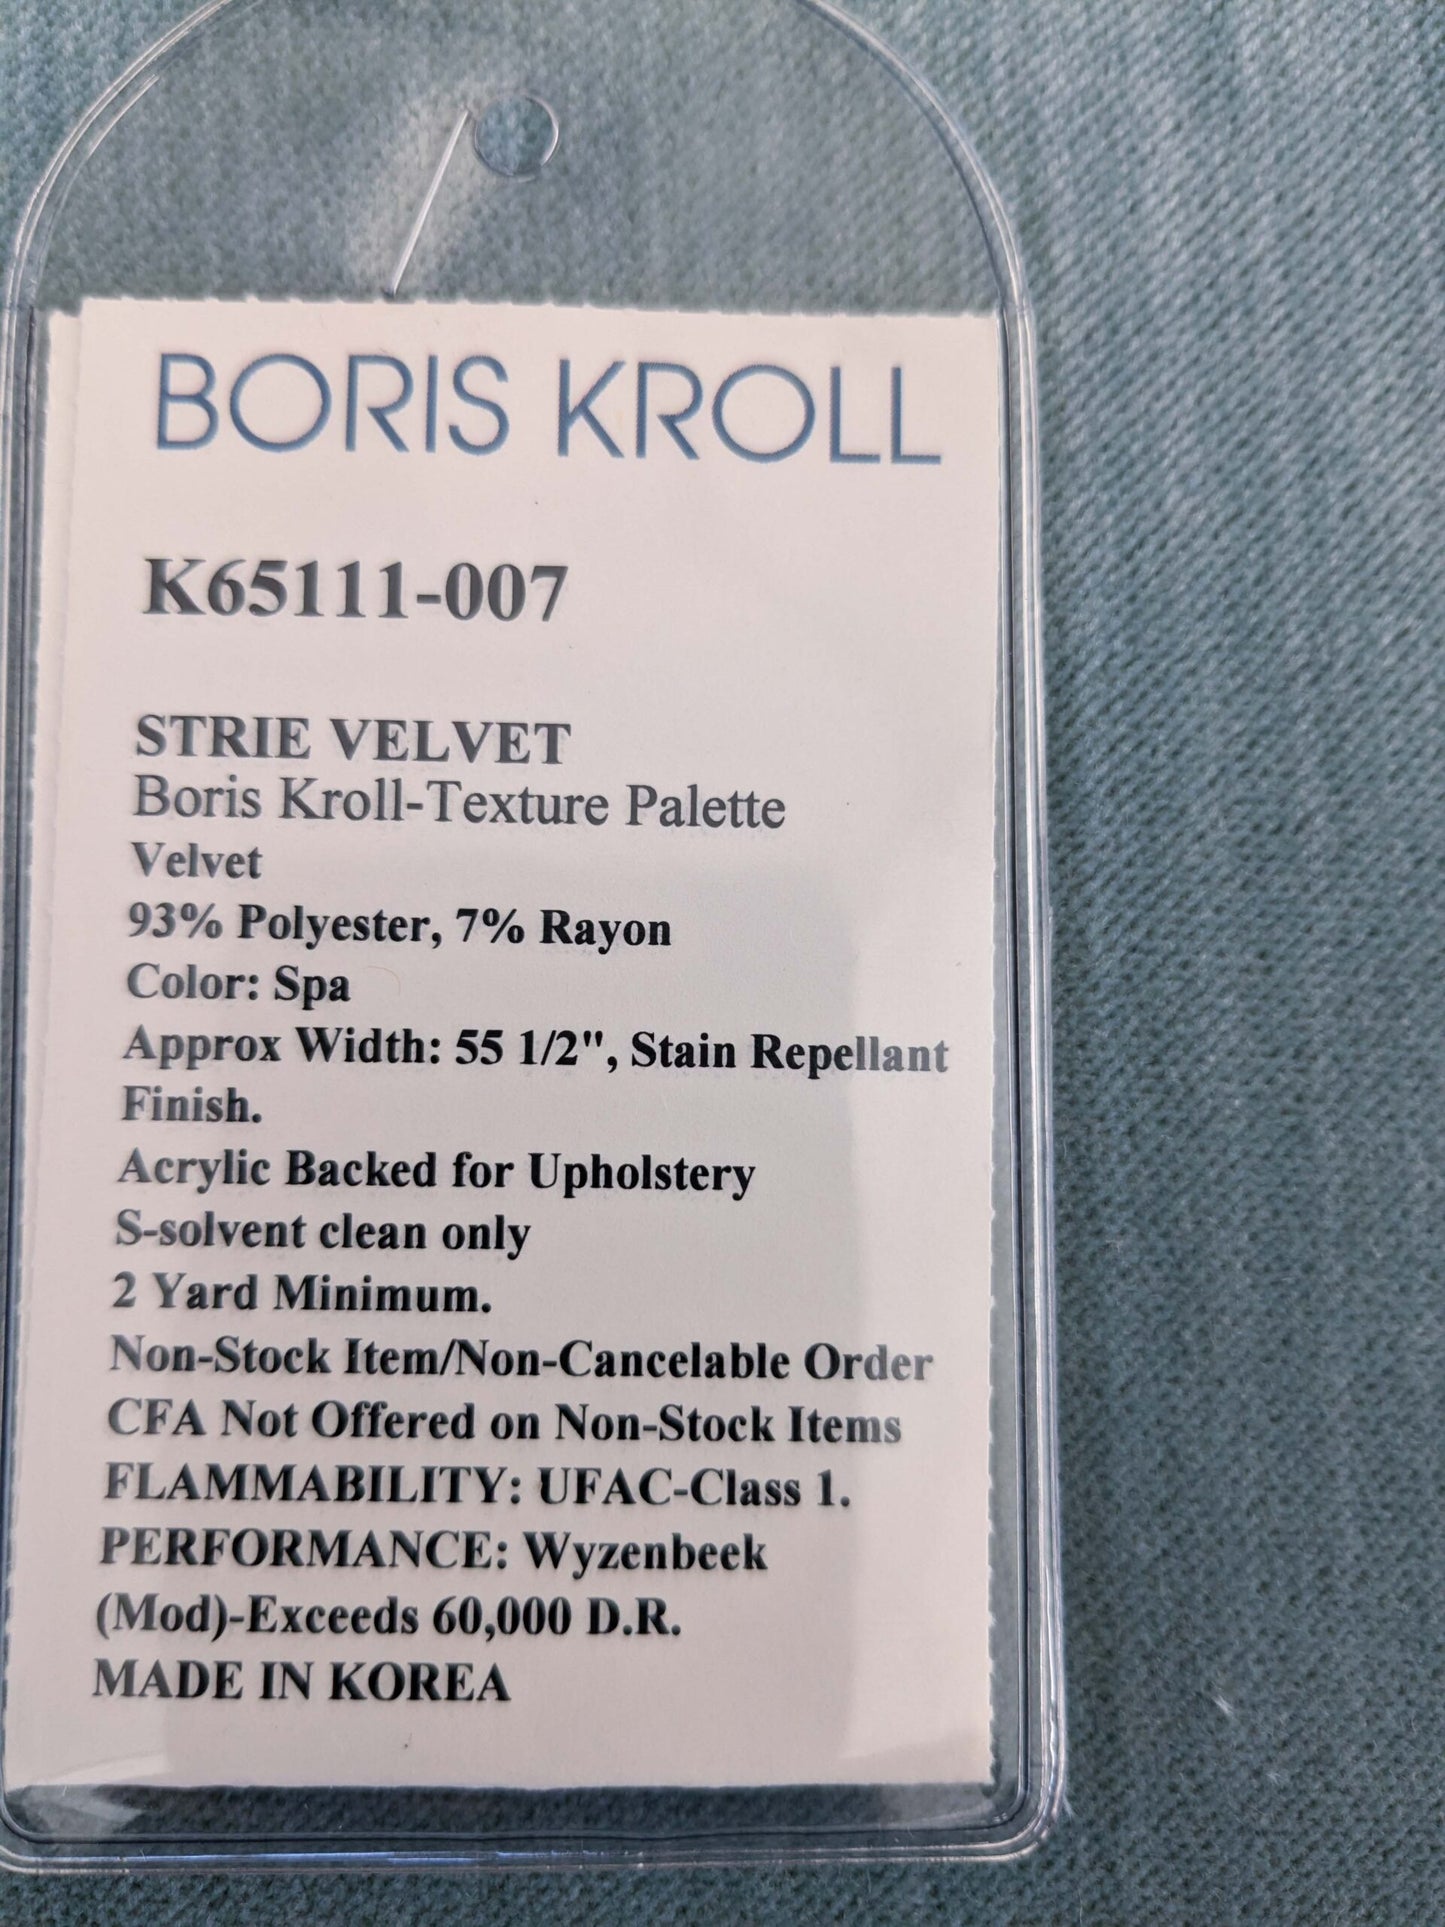 BORIS KROLL
K65111-007
STRIE VELVET
Boris Kroll-Texture Palette
Velvet
93% Polyester, 7% Rayon
Color: Spa
Approx Width: 55 1/2", Stain Repellant
Finish.
Acrylic Backed for Upholstery
S-solvent clean only
2 Yard Minimum.
Non-Stock Item/Non-Cancelable Order
CFA Not Offered on Non-Stock Items
FLAMMABILITY: UFAC-Class 1.
PERFORMANCE: Wyzenbeek
(Mod)-Exceeds 60,000 D.R.
MADE IN KOREA